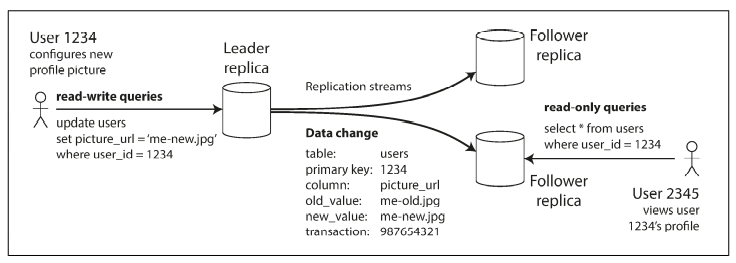 User 1234
configures new
profile picture
read-write queries
update users
set picture_url = 'me-new.jpg'
where user_id = 1234
Leader
replica
Replication streams
Data change
table: users
primary key: 1234
column: picture_url
old_value: me-old.jpg
new_value: me-new.jpg
transaction: 987654321
Follower
replica
read-only queries
select * from users
where user_id = 1234
Follower
replica
User 2345
views user
1234's profile